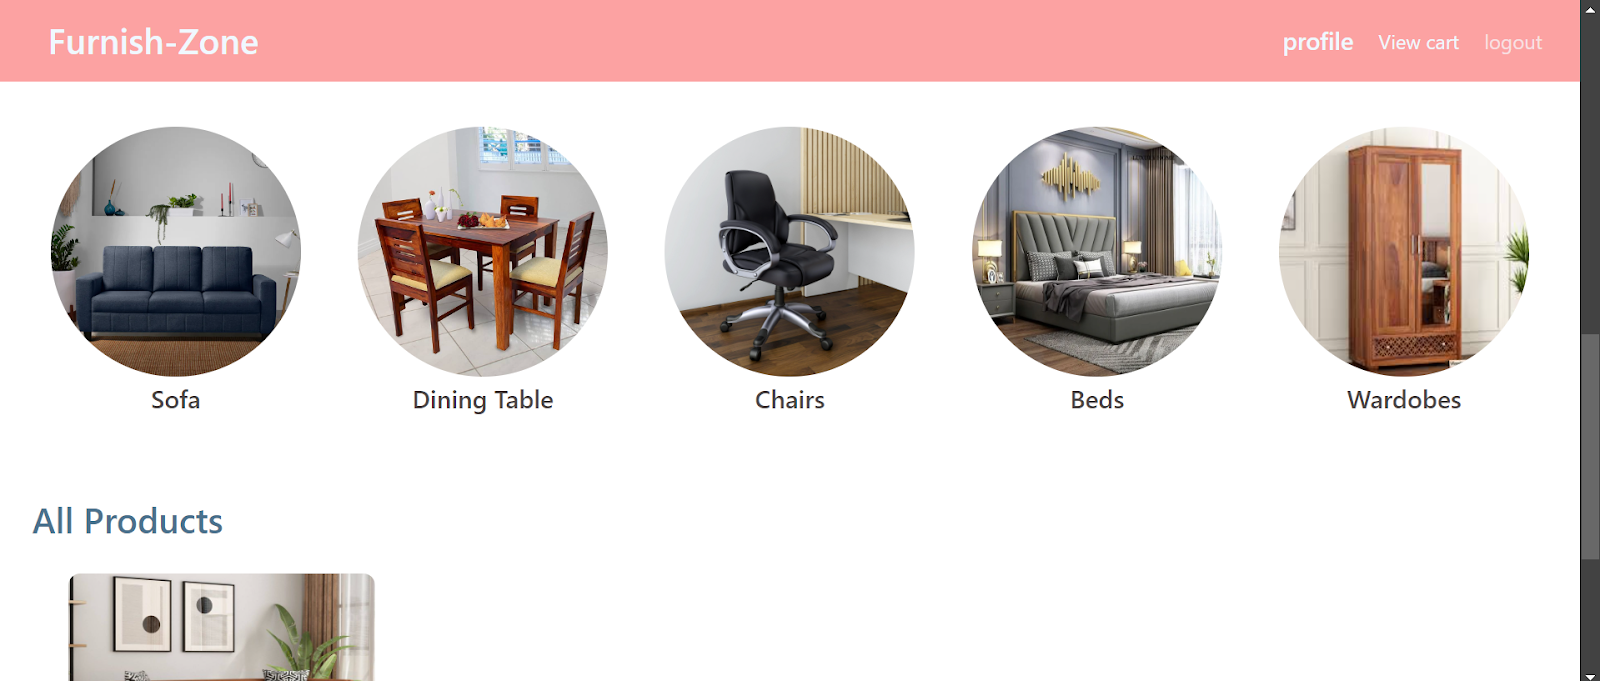 Furnish-Zone
profile View cart logout
Sofa
Dining Table
Chairs
Beds
Wardobes
All Products